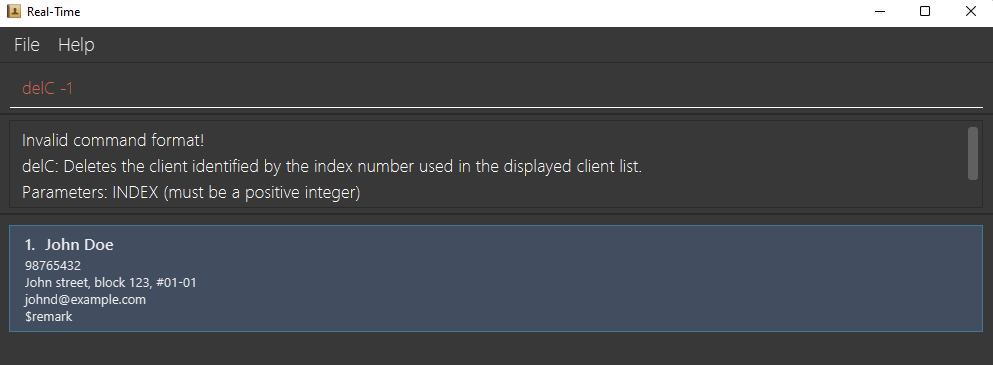 Real-Time
File Help
delC -1
Invalid command format!
delC: Deletes the client identified by the index number used in the displayed client list.
Parameters: INDEX (must be a positive integer)
1. John Doe
98765432
John street, block 123, #01-01
johnd@example.com
$remark